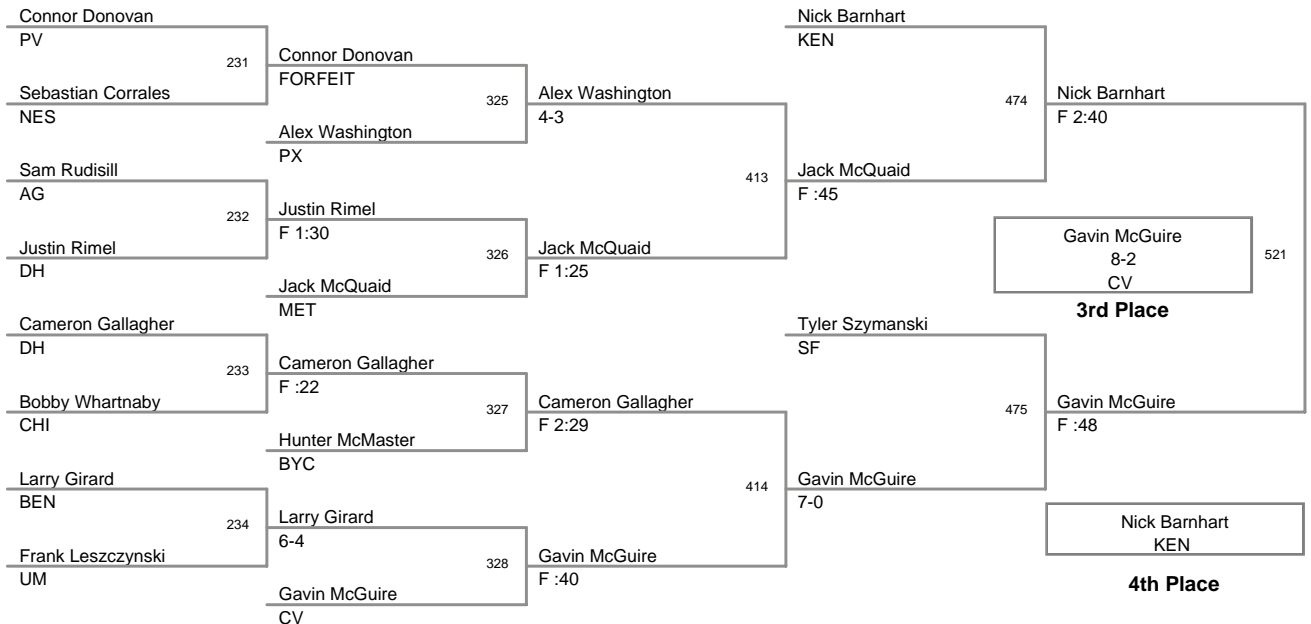 Connor Donovan
PV
231
Sebastian Corrales
NES
Sam Rudisill
AG
232
Justin Rimel
DH
Cameron Gallagher
DH
233
Bobby Whartnaby
CHI
Larry Girard
BEN
234
Frank Leszczynski
UM
Connor Donovan
FORFEIT
325
Alex Washington
PX
Justin Rimel
F 1:30
326
Jack McQuaid
MET
Cameron Gallagher
F :22
327
Hunter McMaster
BYC
Larry Girard
6-4
328
Gavin McGuire
CV
Alex Washington
4-3
413
Jack McQuaid
F 1:25
Cameron Gallagher
F 2:29
414
Gavin McGuire
F :40
Nick Barnhart
KEN
474
Jack McQuaid
F :45
Tyler Szymanski
SF
475
Gavin McGuire
7-0
Nick Barnhart
F 2:40
521
Gavin McGuire
F :48
Gavin McGuire
8-2
CV
3rd Place
Nick Barnhart
KEN
4th Place